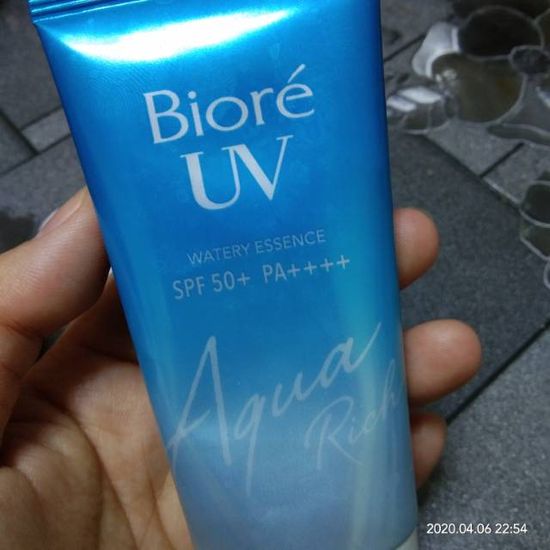 Bioré
UV
WATERY ESSENCE
SPF 50+ PA++++
Aqua
Rich
2020.04.06 22:54